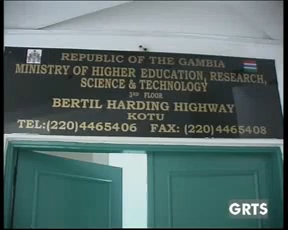 REPUBLIC OF THE GAMBIA
MINISTRY OF HIGHER EDUCATION, RESEARCH,
SCIENCE & TECHNOLOGY
3RD FLOOR
BERTIL HARDING HIGHWAY
KOTU
TEL:(220)4465406 FAX: (220)4465408
GRTS